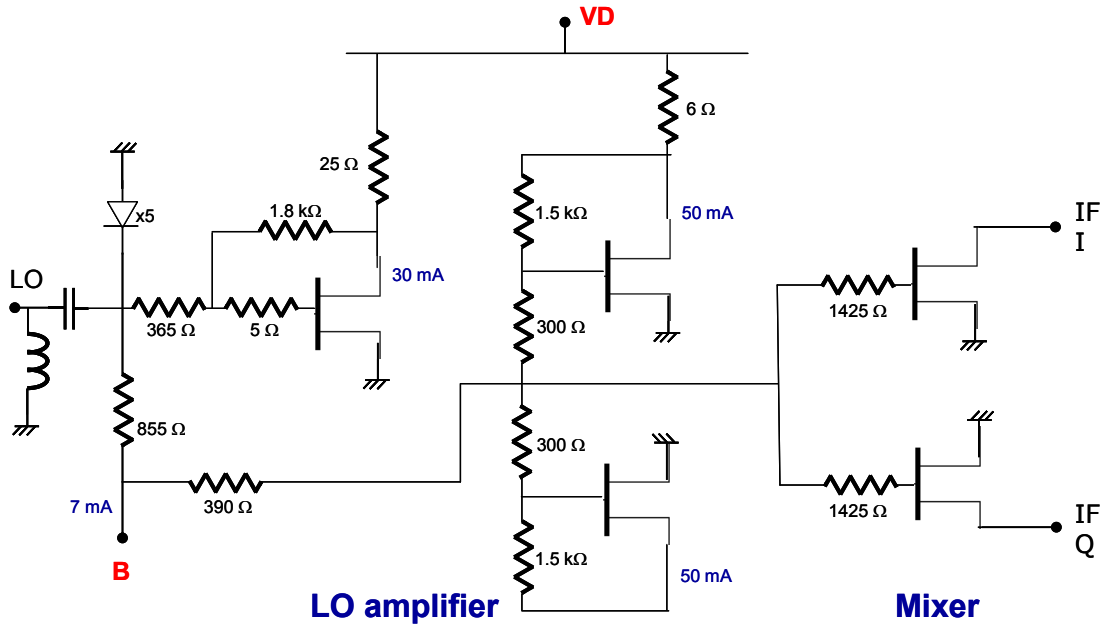 VD
6 Ω
25 Ω
x5
1.8 kΩ
1.5 kΩ
50 mA
IF
I
LO
30 mA
365 Ω
5 Ω
300 Ω
1425 Ω
855 Ω
300 Ω
7 mA
390 Ω
1425 Ω
IF
Q
1.5 kΩ
50 mA
B
LO amplifier
Mixer